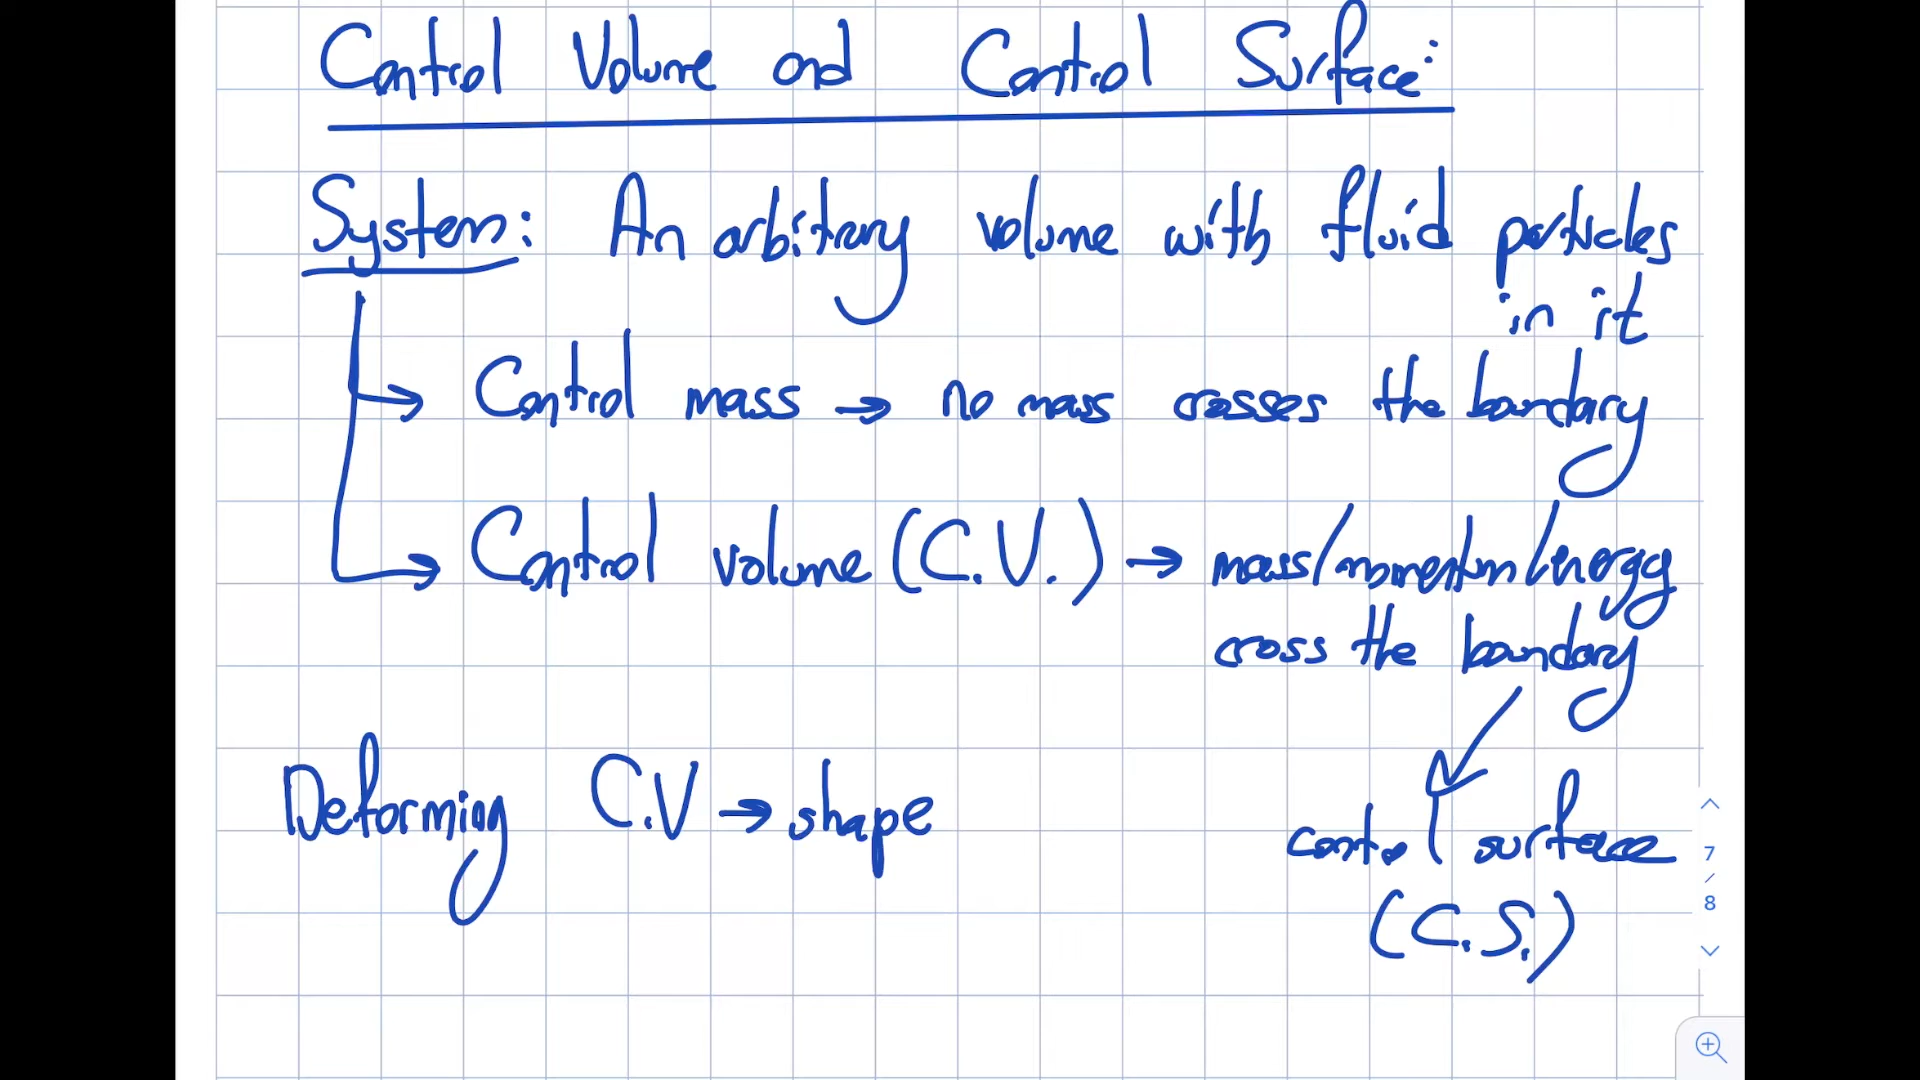 Control Volume and Control Surface:
System: An arbitrary volume with fluid particles
in it
→ Control mass → no mass crosses the boundary
→ Control volume (C.V.) → mass/momentum/energy
cross the boundary
Deforming C.V → shape
control surface
(C.S.)
7
/
8